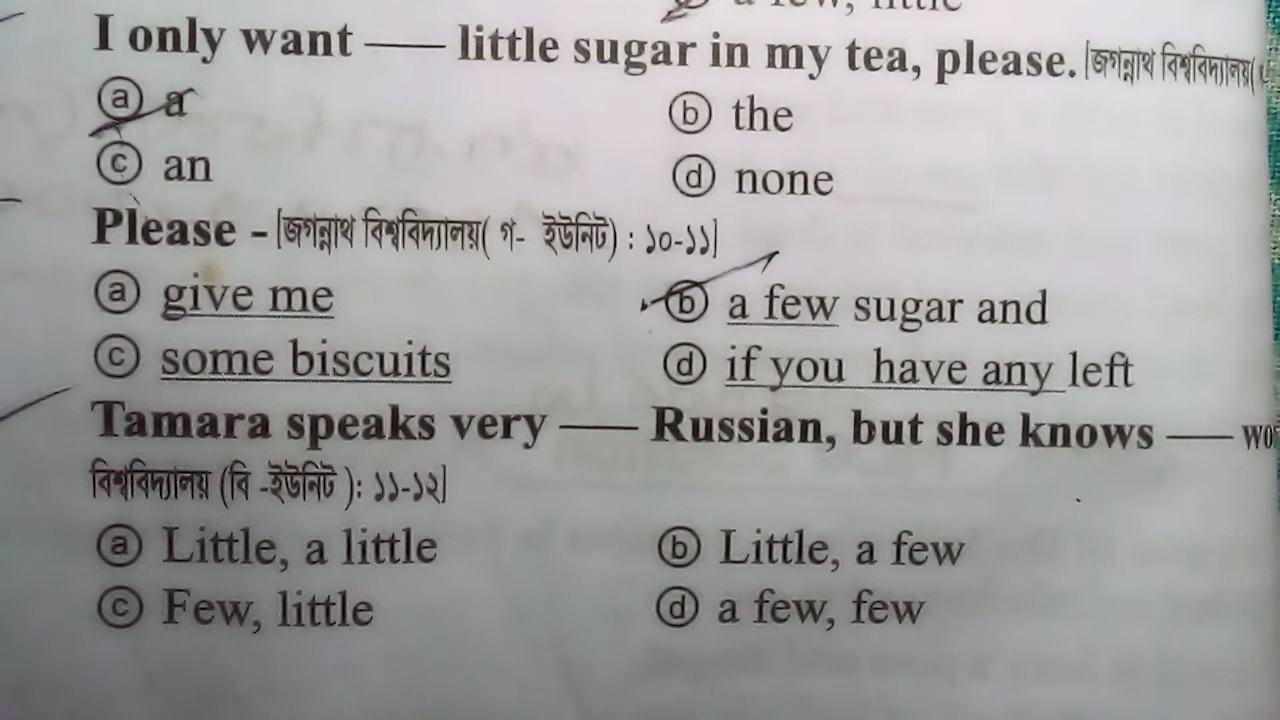 a few, little
I only want —— little sugar in my tea, please. [জগন্নাথ বিশ্ববিদ্যালয়(
ⓐ a ⓑ the
ⓒ an ⓓ none
Please - [জগন্নাথ বিশ্ববিদ্যালয়( গ- ইউনিট) : ১০-১১]
ⓐ give me ⓑ a few sugar and
ⓒ some biscuits ⓓ if you have any left
Tamara speaks very —— Russian, but she knows ——
বিশ্ববিদ্যালয় (বি -ইউনিট ): ১১-১২]
ⓐ Little, a little ⓑ Little, a few
ⓒ Few, little ⓓ a few, few